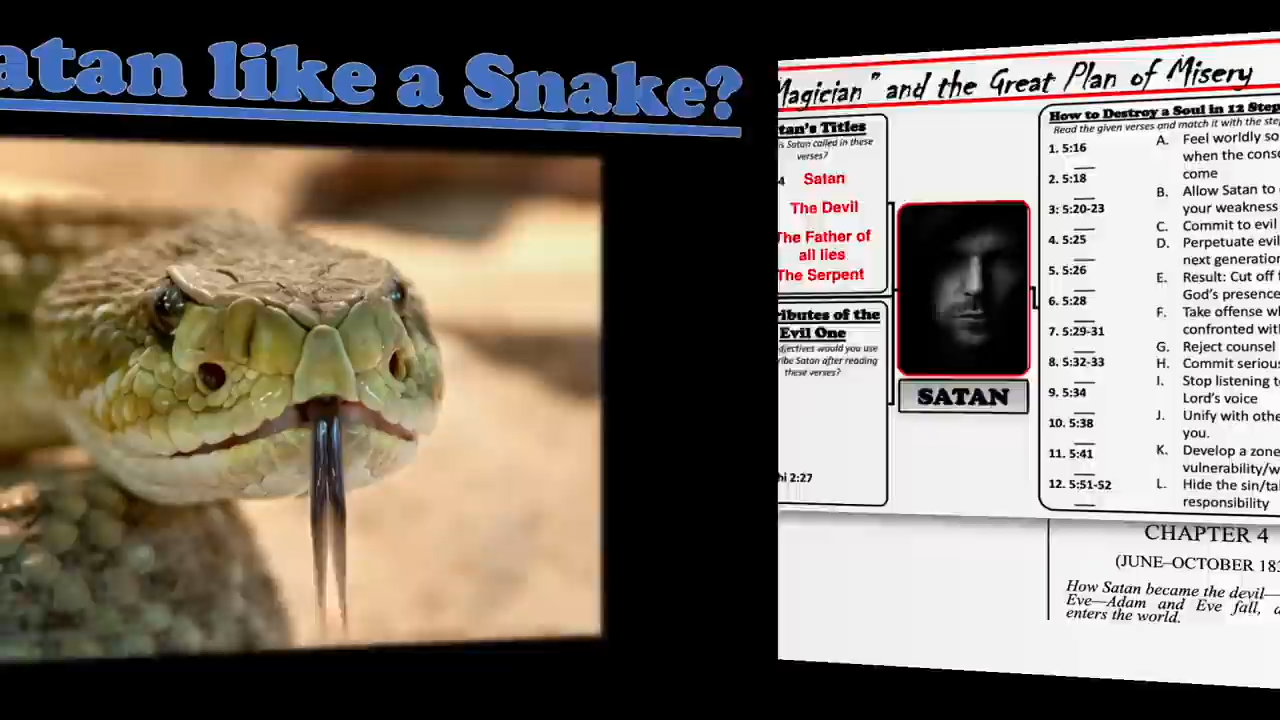 atan like a Snake?
Magician" and the Great Plan of Misery
tan's Titles
is Satan called in these
verses?
4 Satan
The Devil
The Father of
all lies
The Serpent
ributes of the
Evil One
djectives would you use
ribe Satan after reading
these verses?
hi 2:27
SATAN
How to Destroy a Soul in 12 Step
Read the given verses and match it with the ste
1. 5:16
2. 5:18
3: 5:20-23
4. 5:25
5. 5:26
6. 5:28
7. 5:29-31
8. 5:32-33
9. 5:34
10. 5:38
11. 5:41
12. 5:51-52
A. Feel worldly so
when the conse
come
B. Allow Satan to
your weakness
C. Commit to evil
D. Perpetuate evil
next generation
E. Result: Cut off f
God's presence
F. Take offense wh
confronted with
G. Reject counsel
H. Commit serious
I. Stop listening to
Lord's voice
J. Unify with othe
you.
K. Develop a zone
vulnerability/w
L. Hide the sin/tak
responsibility
CHAPTER 4
(JUNE–OCTOBER 183
How Satan became the devil—
Eve—Adam and Eve fall, a
enters the world.